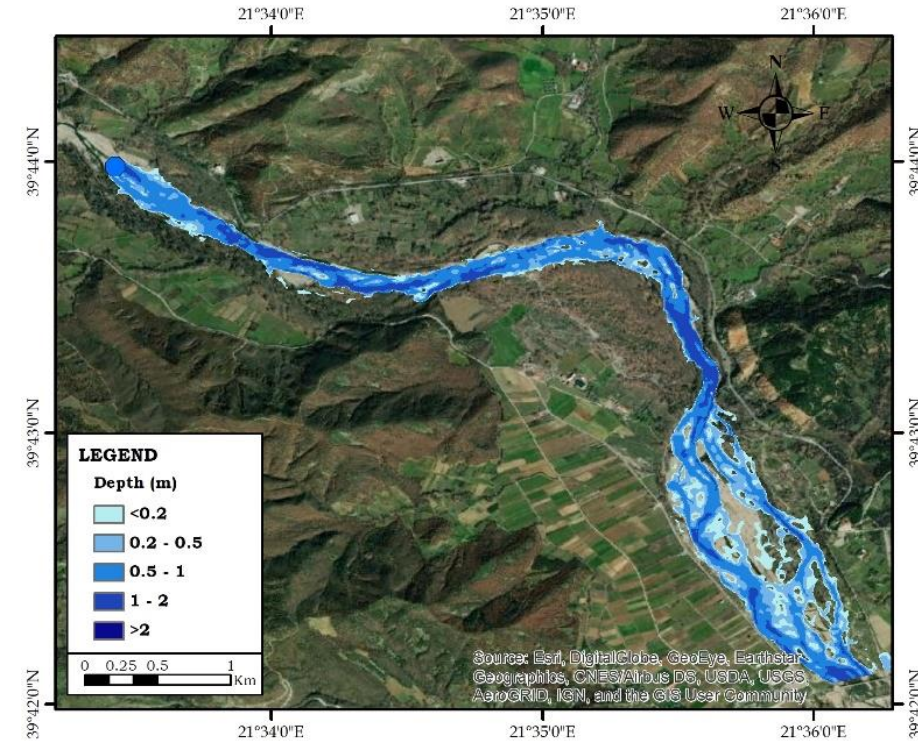 21°34'0"E 21°35'0"E 21°36'0"E
N
W E
S
39°44'0"N 39°44'0"N
39°43'0"N 39°43'0"N
LEGEND
Depth (m)
<0.2
0.2 - 0.5
0.5 - 1
1 - 2
>2
0 0.25 0.5 1
Km
Source: Esri, DigitalGlobe, GeoEye, Earthstar
Geographics, CNES/Airbus DS, USDA, USGS
AeroGRID, IGN, and the GIS User Community
39°42'0"N 39°42'0"N
21°34'0"E 21°35'0"E 21°36'0"E